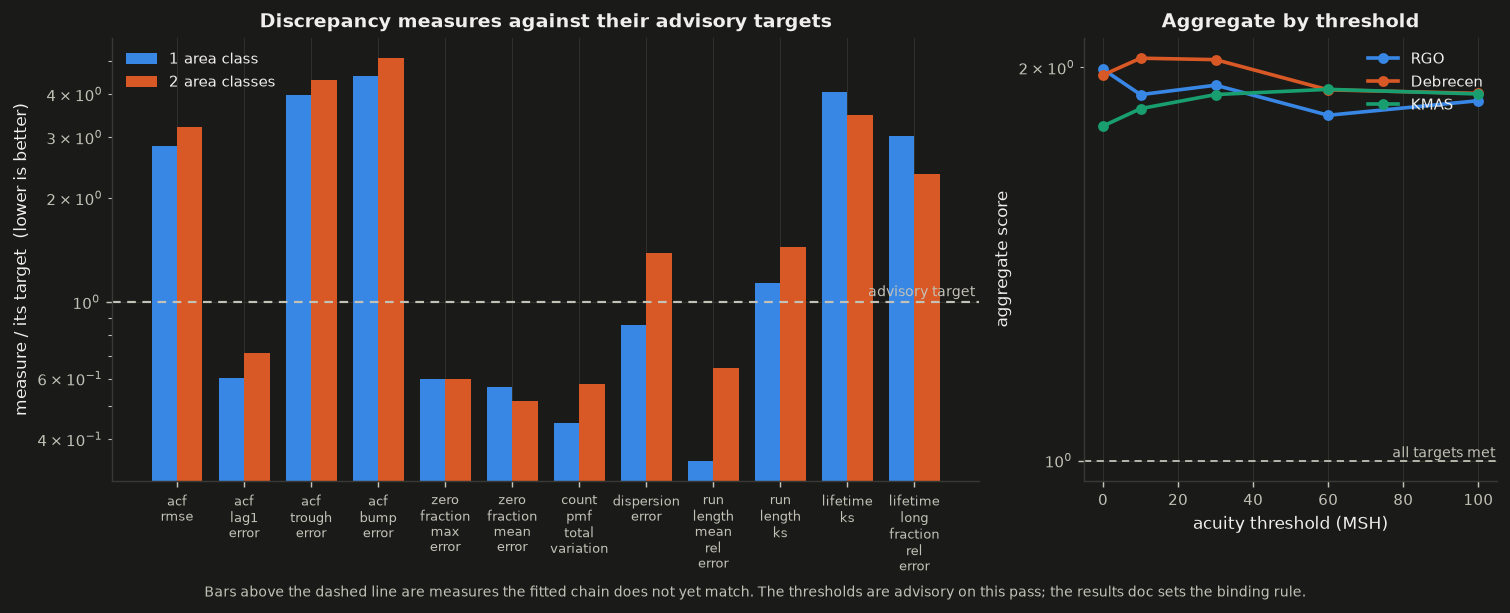 Discrepancy measures against their advisory targets
1 area class
2 area classes
measure / its target (lower is better)
4 × 10⁰
3 × 10⁰
2 × 10⁰
10⁰
6 × 10⁻¹
4 × 10⁻¹
advisory target
acf
rmse
acf
lag1
error
acf
trough
error
acf
bump
error
zero
fraction
max
error
zero
fraction
mean
error
count
pmf
total
variation
dispersion
error
run
length
mean
rel
error
run
length
ks
lifetime
ks
lifetime
long
fraction
rel
error
Aggregate by threshold
RGO
Debrecen
KMAS
aggregate score
2 × 10⁰
10⁰
all targets met
0 20 40 60 80 100
acuity threshold (MSH)
Bars above the dashed line are measures the fitted chain does not yet match. The thresholds are advisory on this pass; the results doc sets the binding rule.